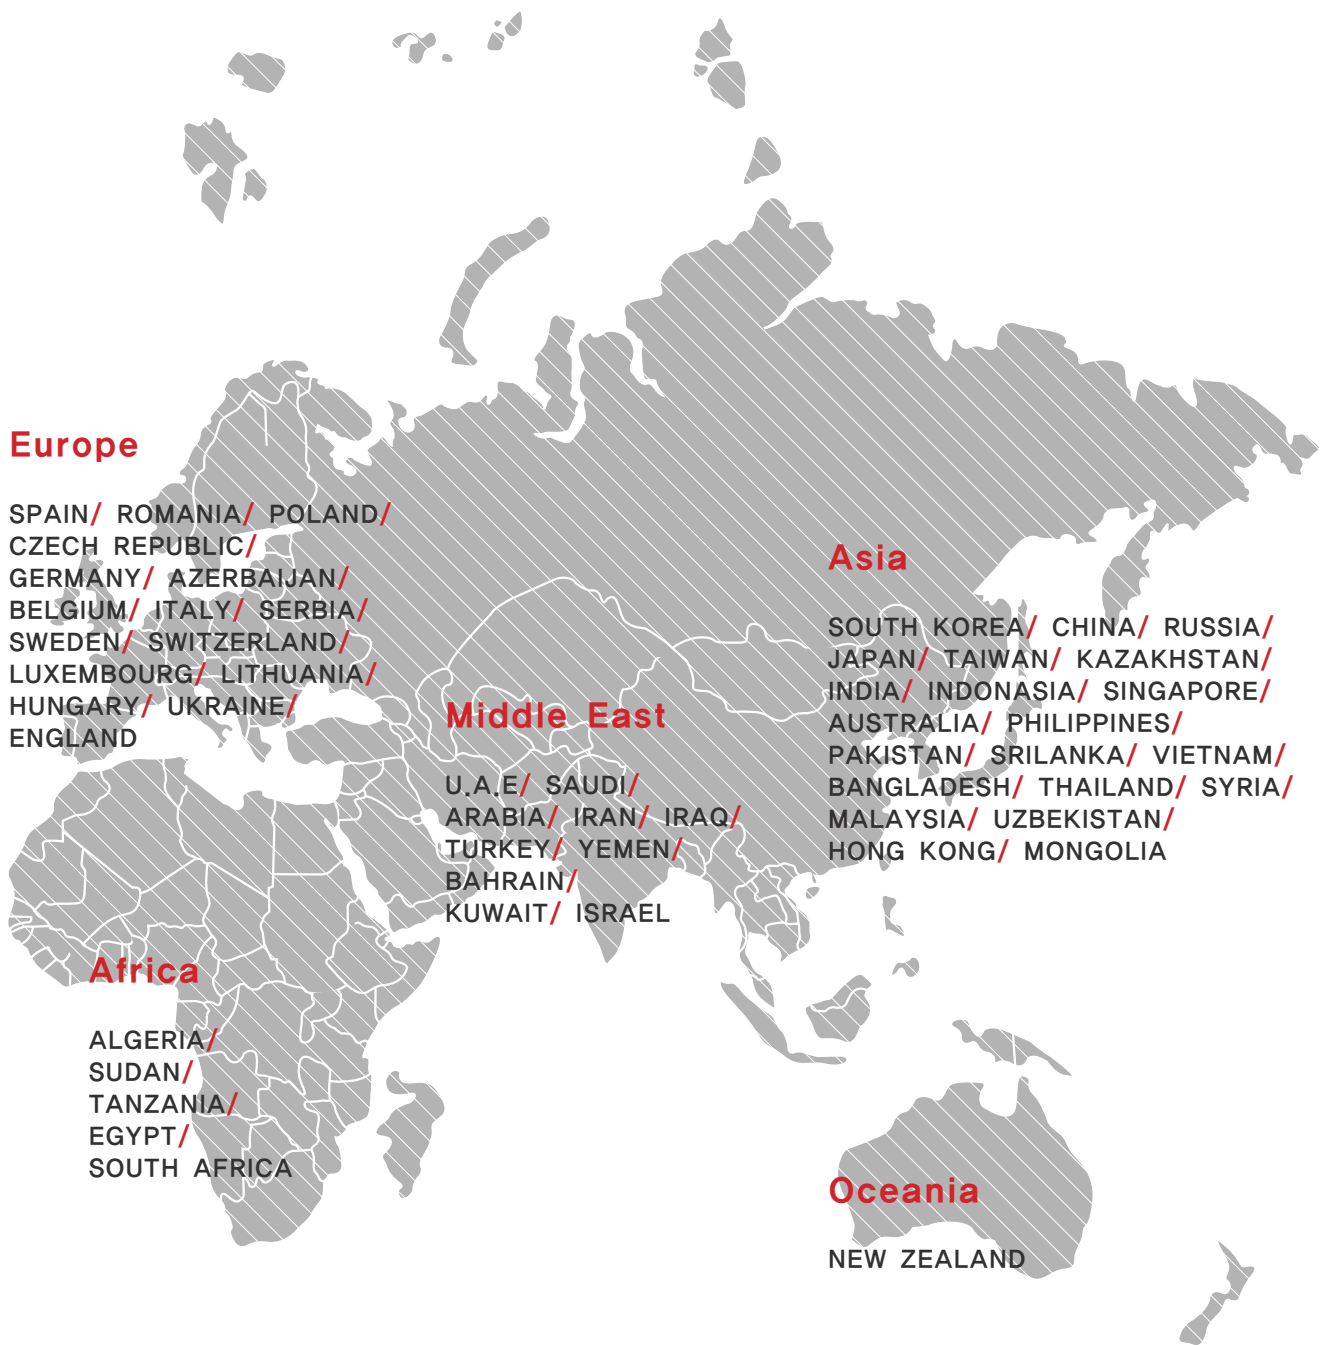 Europe
SPAIN/ ROMANIA/ POLAND/
CZECH REPUBLIC/
GERMANY/ AZERBAIJAN/
BELGIUM/ ITALY/ SERBIA/
SWEDEN/ SWITZERLAND/
LUXEMBOURG/ LITHUANIA/
HUNGARY/ UKRAINE/
ENGLAND
Middle East
U.A.E/ SAUDI/
ARABIA/ IRAN/ IRAQ/
TURKEY/ YEMEN/
BAHRAIN/
KUWAIT/ ISRAEL
Asia
SOUTH KOREA/ CHINA/ RUSSIA/
JAPAN/ TAIWAN/ KAZAKHSTAN/
INDIA/ INDONASIA/ SINGAPORE/
AUSTRALIA/ PHILIPPINES/
PAKISTAN/ SRILANKA/ VIETNAM/
BANGLADESH/ THAILAND/ SYRIA/
MALAYSIA/ UZBEKISTAN/
HONG KONG/ MONGOLIA
Africa
ALGERIA/
SUDAN/
TANZANIA/
EGYPT/
SOUTH AFRICA
Oceania
NEW ZEALAND